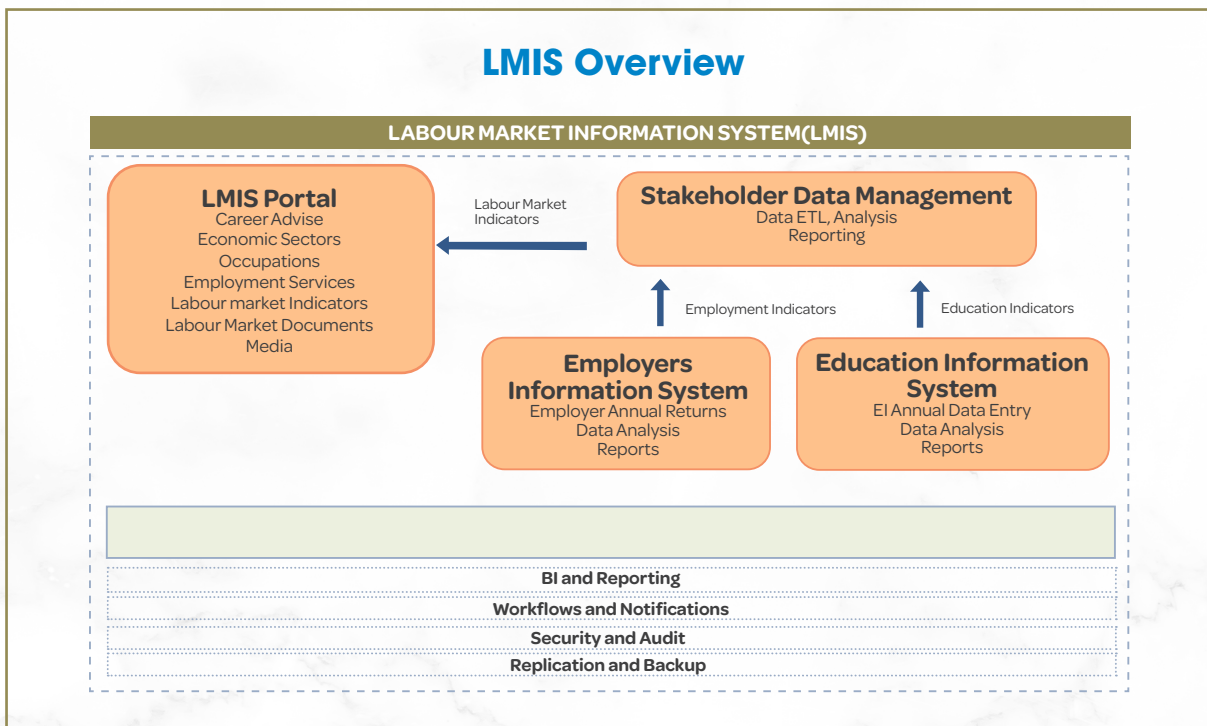 LMIS Overview
LABOUR MARKET INFORMATION SYSTEM(LMIS)
LMIS Portal
Career Advise
Economic Sectors
Occupations
Employment Services
Labour market Indicators
Labour Market Documents
Media
Labour Market
Indicators
Stakeholder Data Management
Data ETL, Analysis
Reporting
Employment Indicators
Education Indicators
Employers
Information System
Employer Annual Returns
Data Analysis
Reports
Education Information
System
EI Annual Data Entry
Data Analysis
Reports
BI and Reporting
Workflows and Notifications
Security and Audit
Replication and Backup